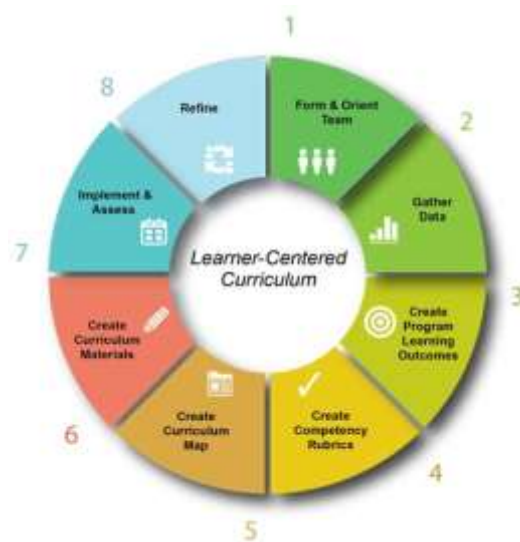 1
Form & Orient
Team
2
Gather
Data
3
Create
Program
Learning
Outcomes
4
Create
Competency
Rubrics
5
Create
Curriculum
Map
6
Create
Curriculum
Materials
7
Implement &
Assess
8
Refine
Learner-Centered
Curriculum